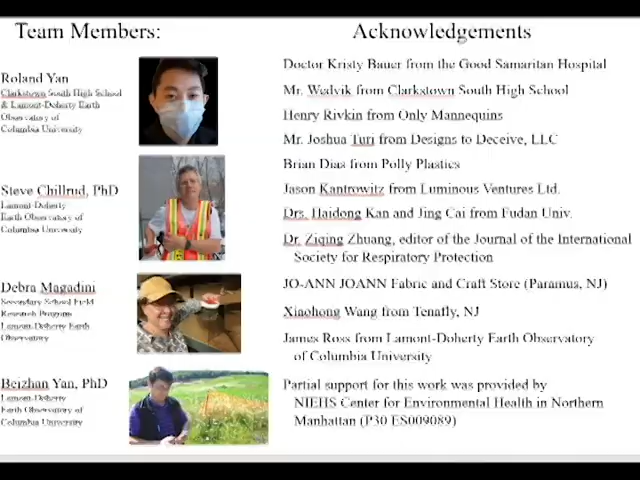 Team Members:
Roland Yan
Clarkstown South High School
& Lamont-Doherty Earth
Observatory of
Columbia University
Steve Chillrud, PhD
Lamont-Doherty
Earth Observatory of
Columbia University
Debra Magadini
Secondary School Field
Research Program
Lamont-Doherty Earth
Observatory
Beizhan Yan, PhD
Lamont-Doherty
Earth Observatory of
Columbia University
Acknowledgements
Doctor Kristy Bauer from the Good Samaritan Hospital
Mr. Wedvik from Clarkstown South High School
Henry Rivkin from Only Mannequins
Mr. Joshua Turi from Designs to Deceive, LLC
Brian Dias from Polly Plastics
Jason Kantrowitz from Luminous Ventures Ltd.
Drs. Haidong Kan and Jing Cai from Fudan Univ.
Dr. Ziqing Zhuang, editor of the Journal of the International
Society for Respiratory Protection
JO-ANN JOANN Fabric and Craft Store (Paramus, NJ)
Xiaohong Wang from Tenafly, NJ
James Ross from Lamont-Doherty Earth Observatory
of Columbia University
Partial support for this work was provided by
NIEHS Center for Environmental Health in Northern
Manhattan (P30 ES009089)